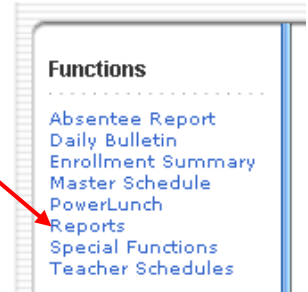 Functions
Absentee Report
Daily Bulletin
Enrollment Summary
Master Schedule
PowerLunch
Reports
Special Functions
Teacher Schedules